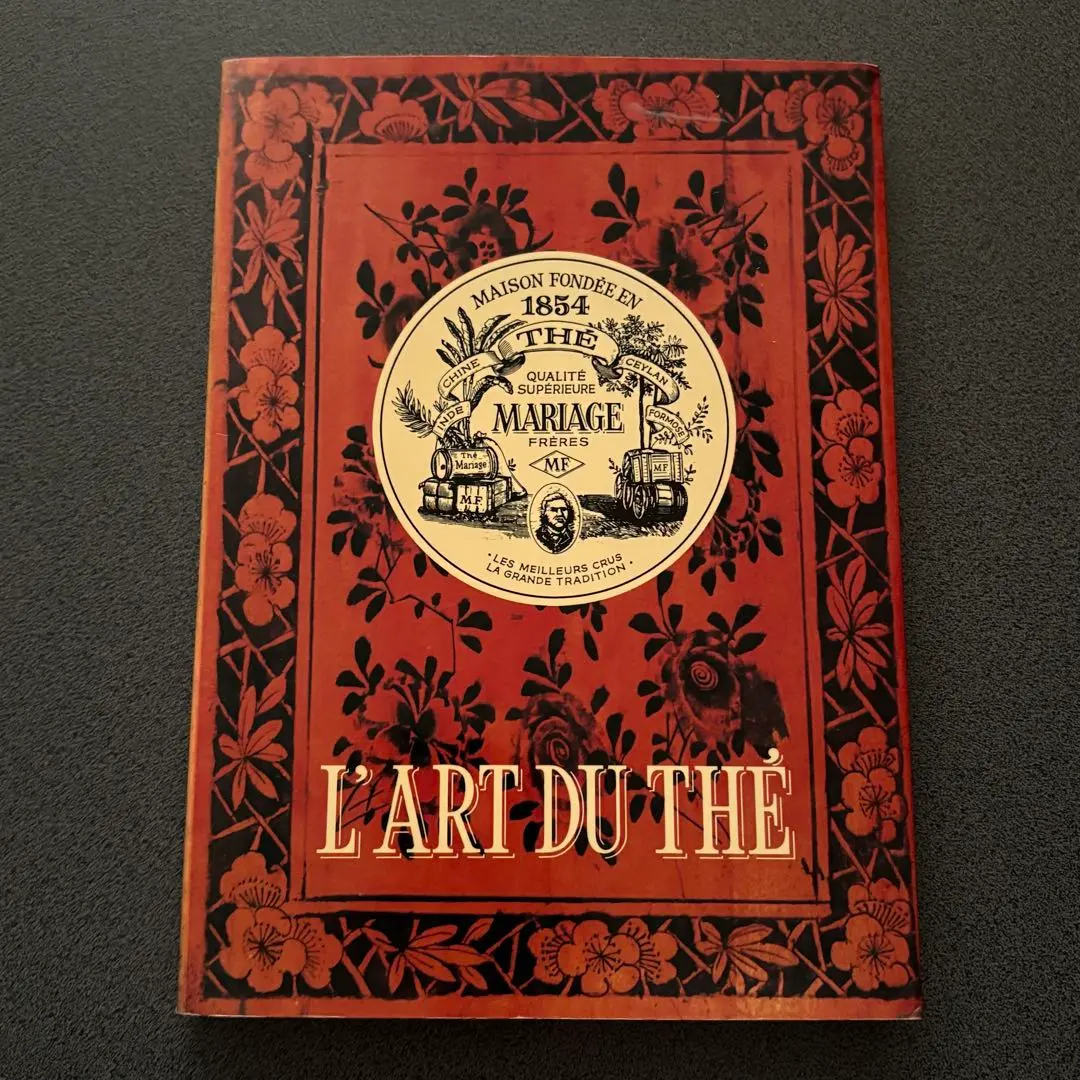 MAISON FONDÉE EN
1854
THÉ
CHINE
CEYLAN
INDE
FORMOSE
QUALITÉ
SUPÉRIEURE
MARIAGE
FRÈRES
MF
Thé
Mariage
MF
M.F
• LES MEILLEURS CRUS
LA GRANDE TRADITION •
L'ART DU THÉ